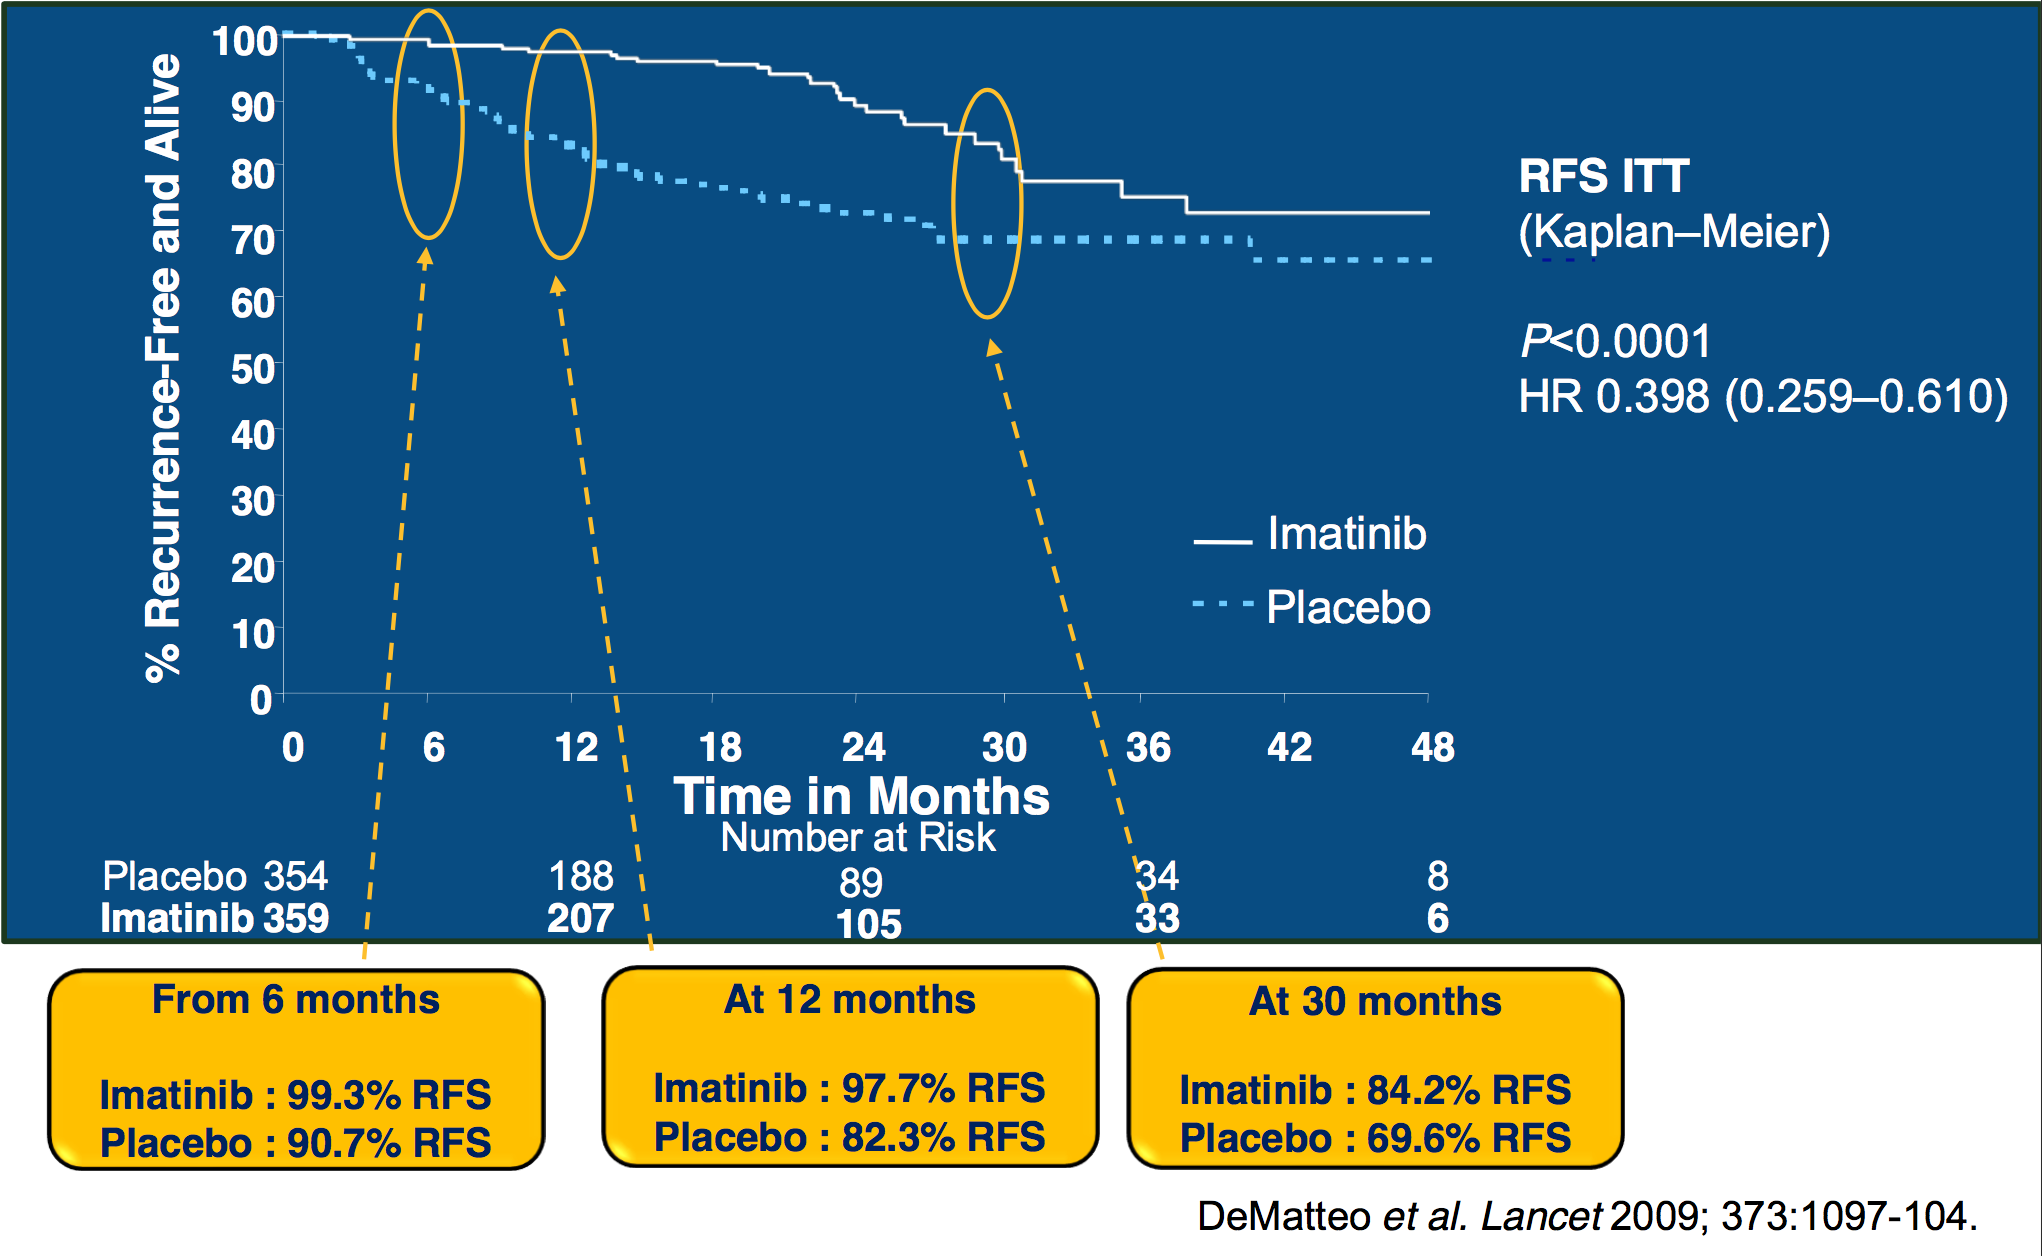 100
90
80
70
60
50
40
30
20
10
0
% Recurrence-Free and Alive
0 6 12 18 24 30 36 42 48
Time in Months
Number at Risk
Placebo 354 188 89 34 8
Imatinib 359 207 105 33 6
RFS ITT
(Kaplan–Meier)
P<0.0001
HR 0.398 (0.259–0.610)
Imatinib
Placebo
From 6 months
Imatinib : 99.3% RFS
Placebo : 90.7% RFS
At 12 months
Imatinib : 97.7% RFS
Placebo : 82.3% RFS
At 30 months
Imatinib : 84.2% RFS
Placebo : 69.6% RFS
DeMatteo et al. Lancet 2009; 373:1097-104.